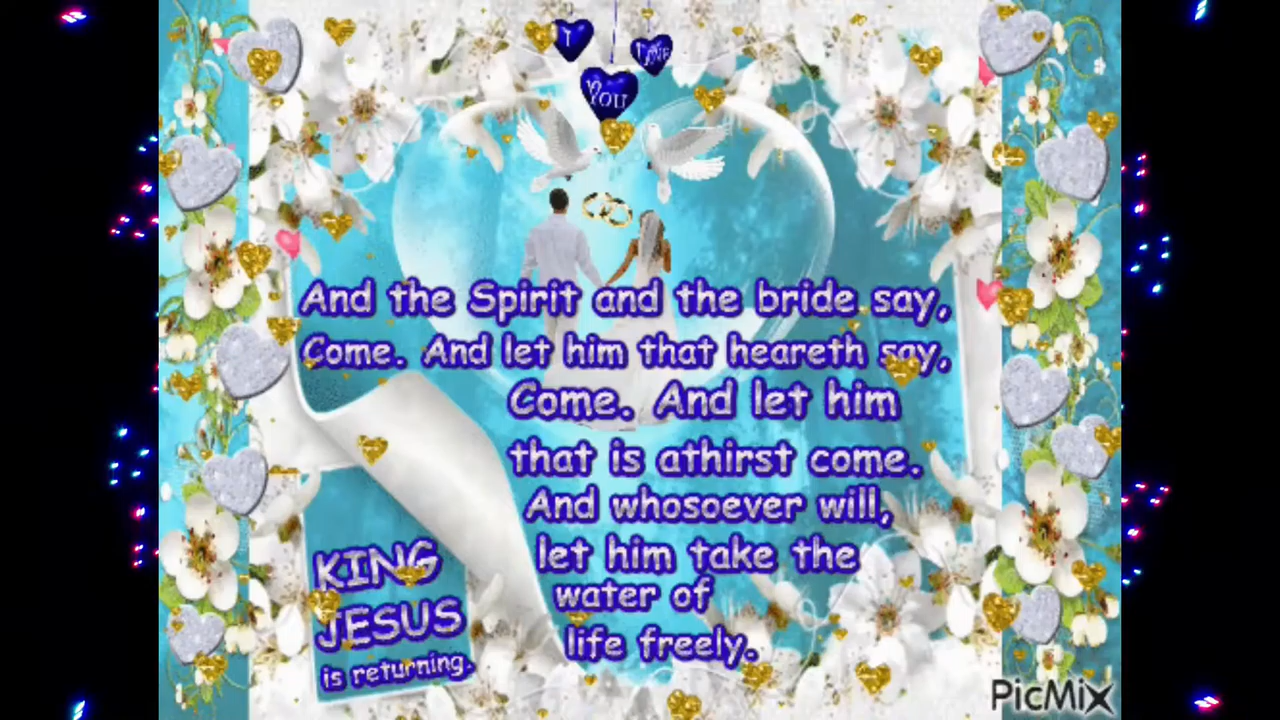 I
Love
You
And the Spirit and the bride say,
Come. And let him that heareth say,
Come. And let him
that is athirst come.
And whosoever will,
let him take the
water of
life freely.
KING
JESUS
is returning.
PicMix